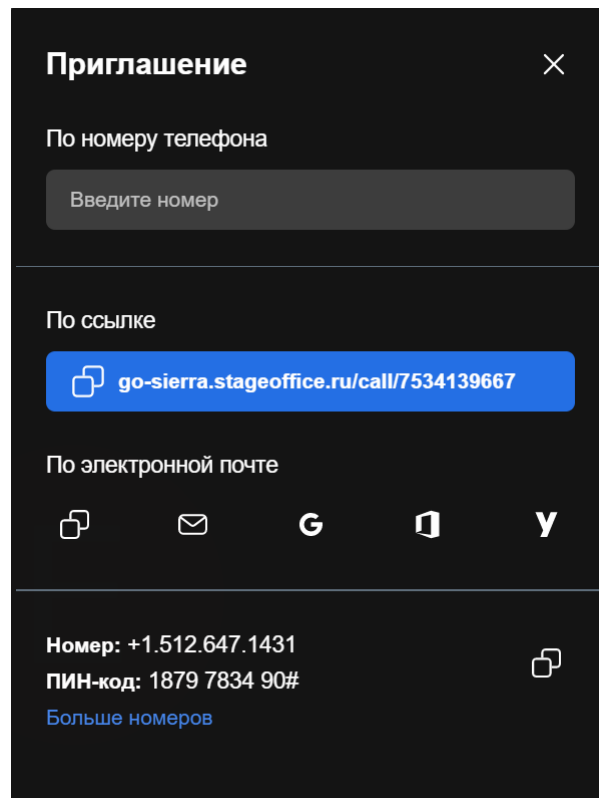 Приглашение
По номеру телефона
Введите номер
По ссылке
go-sierra.stageoffice.ru/call/7534139667
По электронной почте
Номер: +1.512.647.1431
ПИН-код: 1879 7834 90#
Больше номеров